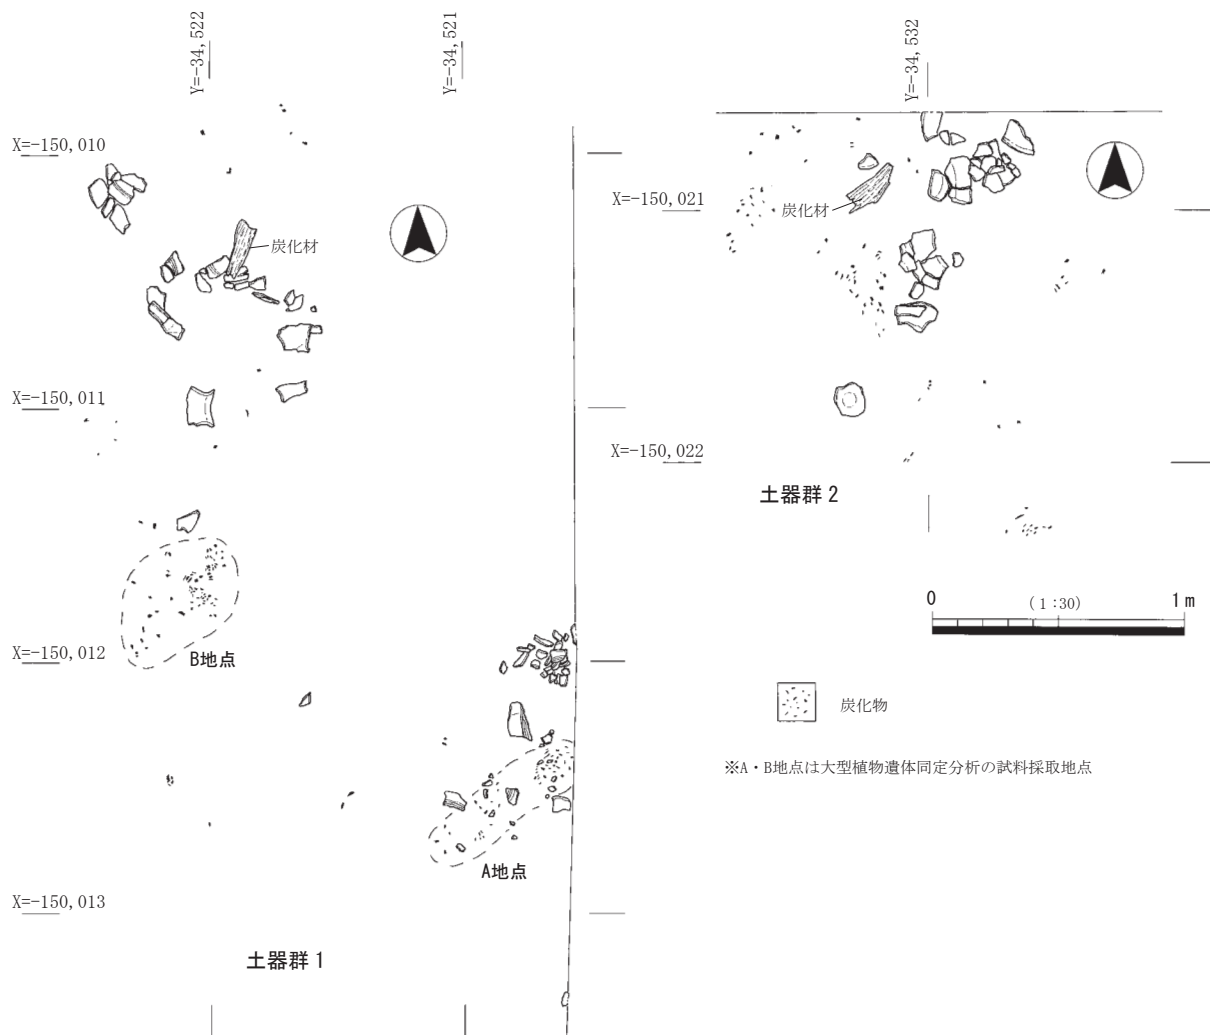 Y=-34,522
Y=-34,521
X=-150,010
炭化材
X=-150,011
X=-150,012
B地点
A地点
X=-150,013
土器群1
Y=-34,532
X=-150,021
炭化材
X=-150,022
土器群2
0 (1:30) 1m
炭化物
※A・B地点は大型植物遺体同定分析の試料採取地点